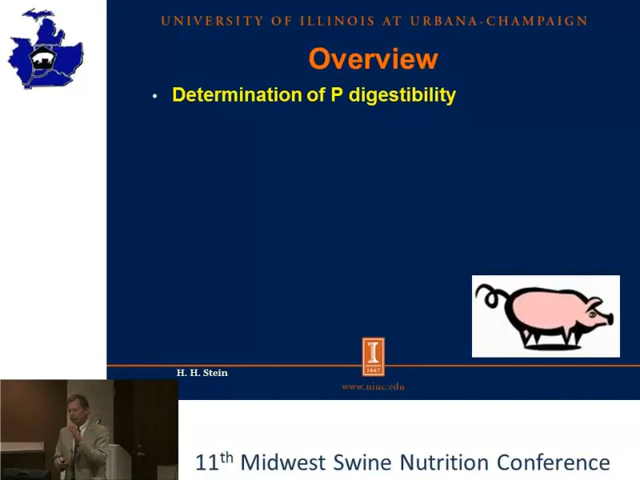 UNIVERSITY OF ILLINOIS AT URBANA-CHAMPAIGN
Overview
• Determination of P digestibility
I
1867
H. H. Stein
www.uiuc.edu
11th Midwest Swine Nutrition Conference